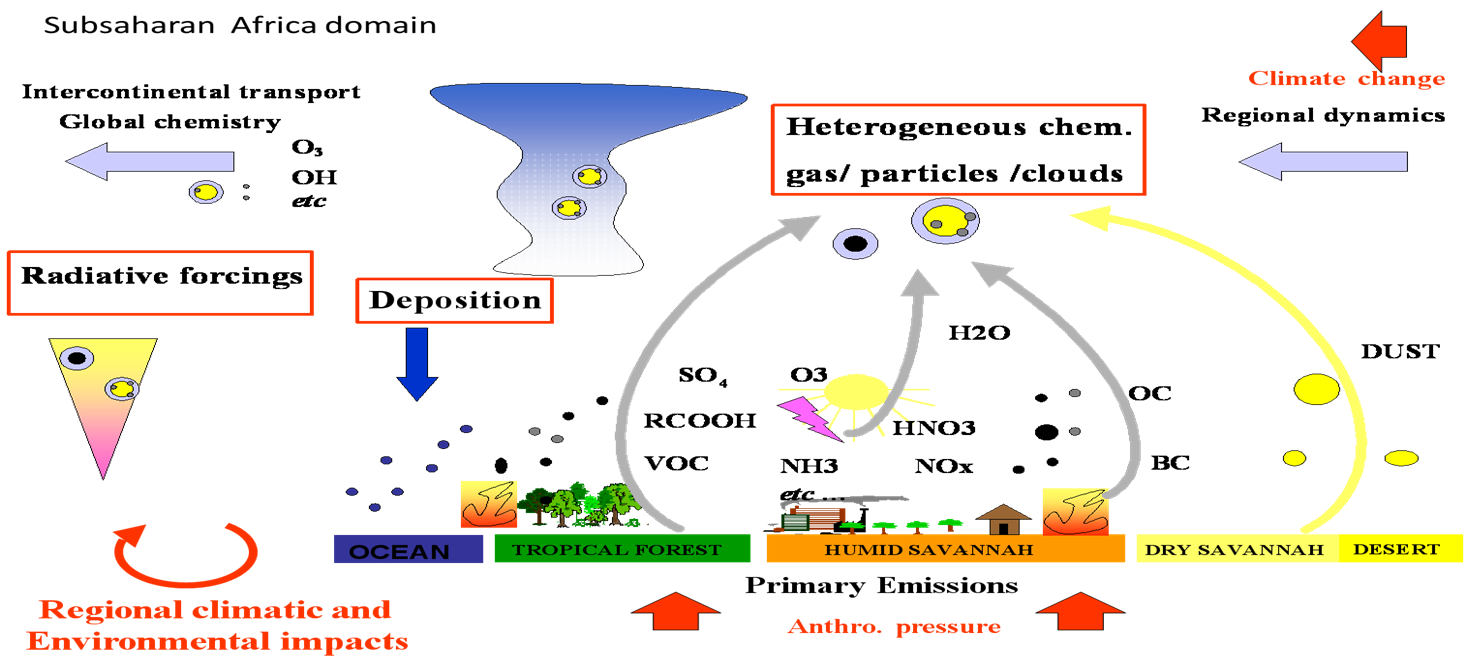 Subsaharan Africa domain
Climate change
Intercontinental transport
Global chemistry
O3
OH
etc
Heterogeneous chem.
gas/ particles /clouds
Regional dynamics
Radiative forcings
Deposition
H2O
DUST
SO4
O3
OC
RCOOH
HNO3
VOC
NH3
NOx
BC
etc ...
OCEAN
TROPICAL FOREST
HUMID SAVANNAH
DRY SAVANNAH
DESERT
Primary Emissions
Anthro. pressure
Regional climatic and
Environmental impacts